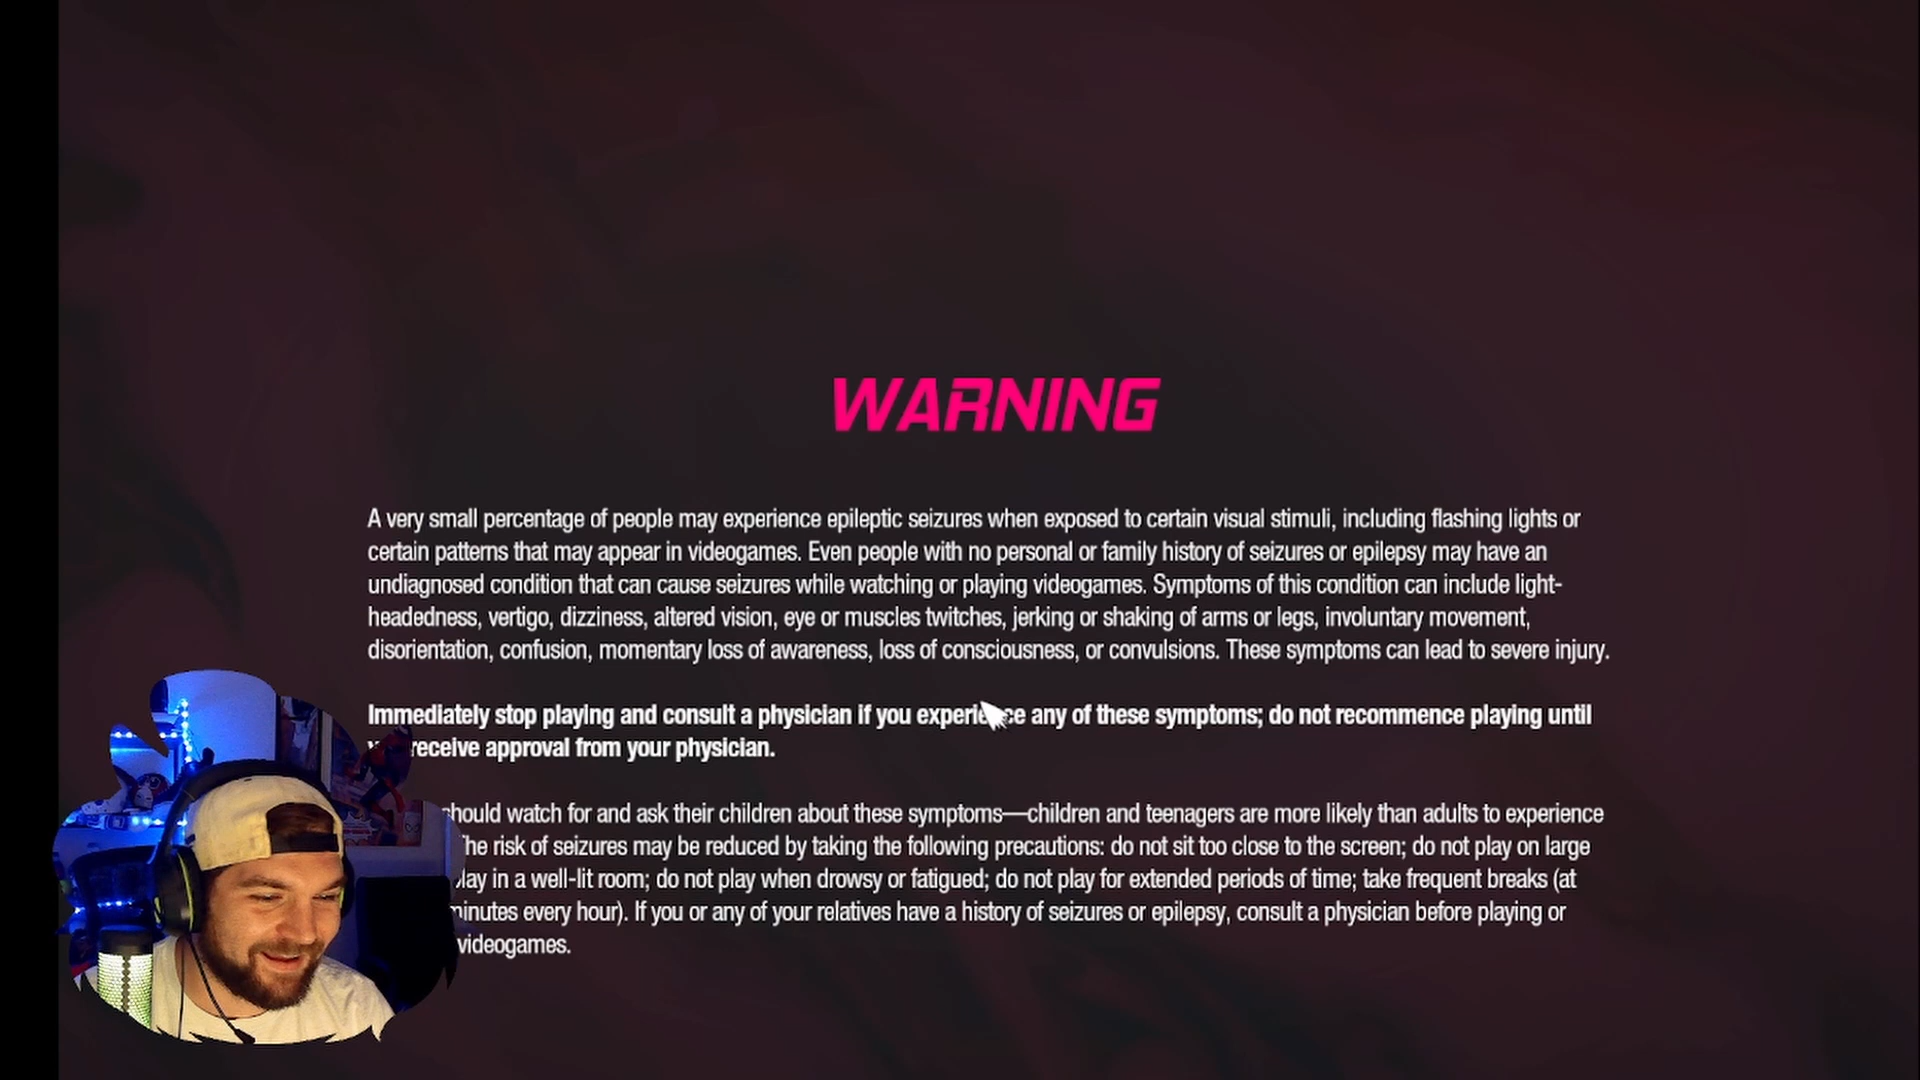 WARNING
A very small percentage of people may experience epileptic seizures when exposed to certain visual stimuli, including flashing lights or
certain patterns that may appear in videogames. Even people with no personal or family history of seizures or epilepsy may have an
undiagnosed condition that can cause seizures while watching or playing videogames. Symptoms of this condition can include light-
headedness, vertigo, dizziness, altered vision, eye or muscles twitches, jerking or shaking of arms or legs, involuntary movement,
disorientation, confusion, momentary loss of awareness, loss of consciousness, or convulsions. These symptoms can lead to severe injury.
Immediately stop playing and consult a physician if you experience any of these symptoms; do not recommence playing until
receive approval from your physician.
should watch for and ask their children about these symptoms—children and teenagers are more likely than adults to experience
The risk of seizures may be reduced by taking the following precautions: do not sit too close to the screen; do not play on large
play in a well-lit room; do not play when drowsy or fatigued; do not play for extended periods of time; take frequent breaks (at
minutes every hour). If you or any of your relatives have a history of seizures or epilepsy, consult a physician before playing or
videogames.